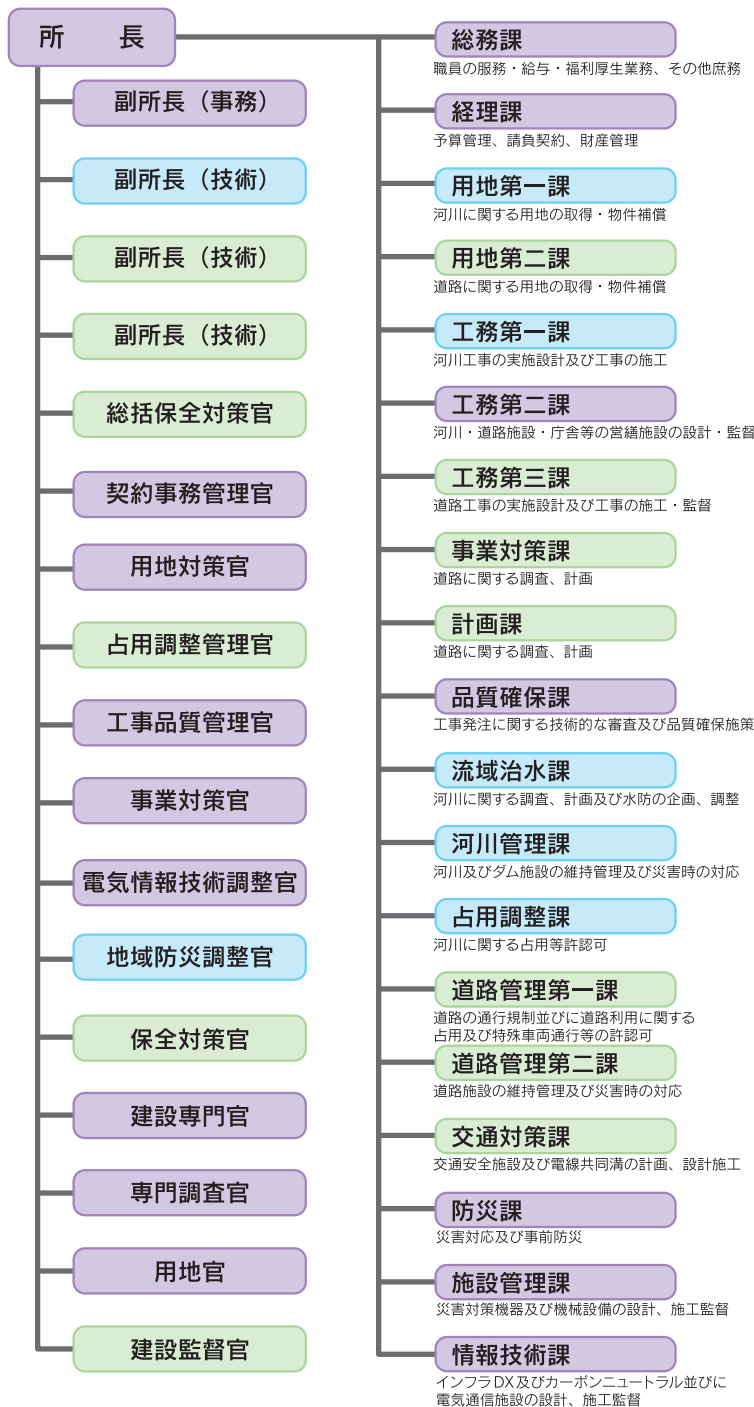 所　長
副所長（事務）
副所長（技術）
副所長（技術）
副所長（技術）
総括保全対策官
契約事務管理官
用地対策官
占用調整管理官
工事品質管理官
事業対策官
電気情報技術調整官
地域防災調整官
保全対策官
建設専門官
専門調査官
用地官
建設監督官
総務課
職員の服務・給与・福利厚生業務、その他庶務
経理課
予算管理、請負契約、財産管理
用地第一課
河川に関する用地の取得・物件補償
用地第二課
道路に関する用地の取得・物件補償
工務第一課
河川工事の実施設計及び工事の施工
工務第二課
河川・道路施設・庁舎等の営繕施設の設計・監督
工務第三課
道路工事の実施設計及び工事の施工・監督
事業対策課
道路に関する調査、計画
計画課
道路に関する調査、計画
品質確保課
工事発注に関する技術的な審査及び品質確保施策
流域治水課
河川に関する調査、計画及び水防の企画、調整
河川管理課
河川及びダム施設の維持管理及び災害時の対応
占用調整課
河川に関する占用等許認可
道路管理第一課
道路の通行規制並びに道路利用に関する
占用及び特殊車両通行等の許認可
道路管理第二課
道路施設の維持管理及び災害時の対応
交通対策課
交通安全施設及び電線共同溝の計画、設計施工
防災課
災害対応及び事前防災
施設管理課
災害対策機器及び機械設備の設計、施工監督
情報技術課
インフラDX及びカーボンニュートラル並びに
電気通信施設の設計、施工監督